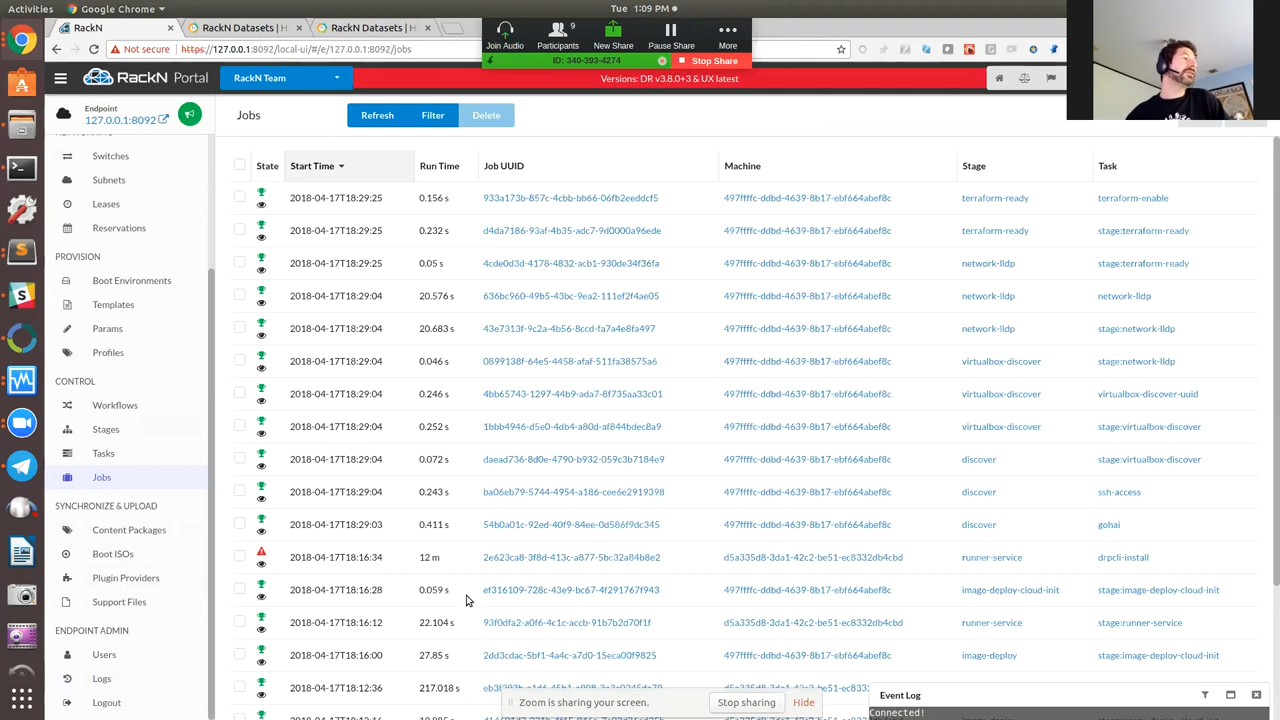 Activities
Google Chrome
Tue 1:09 PM
RackN
RackN Datasets | H
RackN Datasets | H
Not secure
https://127.0.0.1:8092/local-ui/#/e/127.0.0.1:8092/jobs
Join Audio
Participants
9
New Share
Pause Share
More
ID: 340-393-4274
Stop Share
RACKN Portal
RackN Team
Versions: DR v3.8.0+3 & UX latest
Endpoint
127.0.0.1:8092
Jobs
Refresh
Filter
Delete
Switches
Subnets
Leases
Reservations
PROVISION
Boot Environments
Templates
Params
Profiles
CONTROL
Workflows
Stages
Tasks
Jobs
SYNCHRONIZE & UPLOAD
Content Packages
Boot ISOs
Plugin Providers
Support Files
ENDPOINT ADMIN
Users
Logs
Logout
State Start Time Run Time Job UUID Machine Stage Task
2018-04-17T18:29:25 0.156 s 933a173b-857c-4cbb-bb66-06fb2eeddcf5 497ffffc-ddbd-4639-8b17-ebf664abef8c terraform-ready terraform-enable
2018-04-17T18:29:25 0.232 s d4da7186-93af-4b35-adc7-9d0000a96ede 497ffffc-ddbd-4639-8b17-ebf664abef8c terraform-ready stage:terraform-ready
2018-04-17T18:29:25 0.05 s 4cde0d3d-4178-4832-acb1-930de34f36fa 497ffffc-ddbd-4639-8b17-ebf664abef8c network-lldp stage:terraform-ready
2018-04-17T18:29:04 20.576 s 636bc960-49b5-43bc-9ea2-111ef2f4ae05 497ffffc-ddbd-4639-8b17-ebf664abef8c network-lldp network-lldp
2018-04-17T18:29:04 20.683 s 43e7313f-9c2a-4b56-8ccd-fa7a4e8fa497 497ffffc-ddbd-4639-8b17-ebf664abef8c network-lldp stage:network-lldp
2018-04-17T18:29:04 0.046 s 0899138f-64e5-4458-afaf-511fa38575a6 497ffffc-ddbd-4639-8b17-ebf664abef8c virtualbox-discover stage:network-lldp
2018-04-17T18:29:04 0.246 s 4bb65743-1297-44b9-ada7-8f735aa33c01 497ffffc-ddbd-4639-8b17-ebf664abef8c virtualbox-discover virtualbox-discover-uuid
2018-04-17T18:29:04 0.252 s 1bbb4946-d5e0-4db4-a80d-af844bdec8a9 497ffffc-ddbd-4639-8b17-ebf664abef8c virtualbox-discover stage:virtualbox-discover
2018-04-17T18:29:04 0.072 s daead736-8d0e-4790-b932-059c3b7184e9 497ffffc-ddbd-4639-8b17-ebf664abef8c discover stage:virtualbox-discover
2018-04-17T18:29:04 0.243 s ba06eb79-5744-4954-a186-cee6e2919398 497ffffc-ddbd-4639-8b17-ebf664abef8c discover ssh-access
2018-04-17T18:29:03 0.411 s 54b0a01c-92ed-40f9-84ee-0d586f9dc345 497ffffc-ddbd-4639-8b17-ebf664abef8c discover gohai
2018-04-17T18:16:34 12 m 2e623ca8-3f8d-413c-a877-5bc32a84b8e2 d5a335d8-3da1-42c2-be51-ec8332db4cbd runner-service drpcli-install
2018-04-17T18:16:28 0.059 s ef316109-728c-43e9-bc67-4f291767f943 497ffffc-ddbd-4639-8b17-ebf664abef8c image-deploy-cloud-init stage:image-deploy-cloud-init
2018-04-17T18:16:12 22.104 s 93f0dfa2-a0f6-4c1c-accb-91b7b2d70f1f d5a335d8-3da1-42c2-be51-ec8332db4cbd runner-service stage:runner-service
2018-04-17T18:16:00 27.85 s 2dd3cdac-5bf1-4a4c-a7d0-15eca00f9825 497ffffc-ddbd-4639-8b17-ebf664abef8c image-deploy stage:image-deploy-cloud-init
2018-04-17T18:12:36 217.018 s
Zoom is sharing your screen.
Stop sharing
Hide
Event Log
Connected!